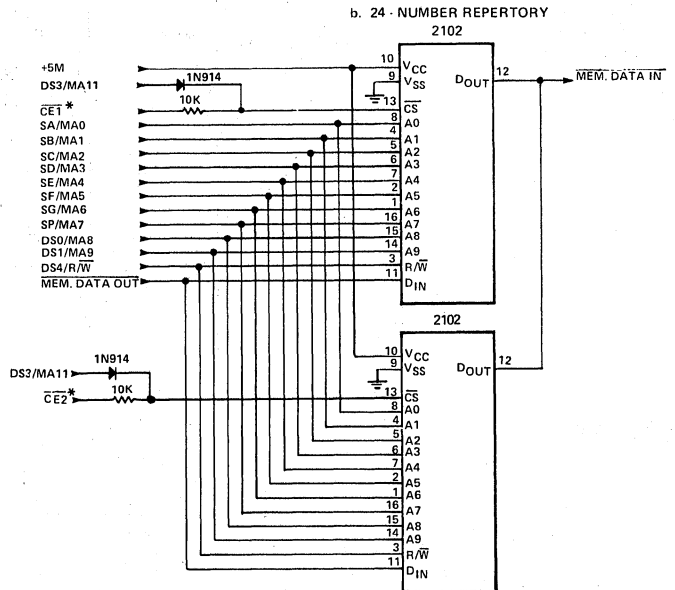 b. 24 - NUMBER REPERTORY
2102
+5M
10 VCC
9 VSS
DOUT 12
MEM. DATA IN
DS3/MA11
1N914
10K
CE1*
13 CS
SA/MA0
8 A0
SB/MA1
4 A1
SC/MA2
5 A2
SD/MA3
6 A3
SE/MA4
7 A4
SF/MA5
2 A5
SG/MA6
1 A6
SP/MA7
16 A7
DS0/MA8
15 A8
DS1/MA9
14 A9
DS4/R/W
3 R/W
MEM. DATA OUT
11 DIN
2102
10 VCC
9 VSS
DOUT 12
1N914
DS3/MA11
10K
CE2*
13 CS
8 A0
4 A1
5 A2
6 A3
7 A4
2 A5
1 A6
16 A7
15 A8
14 A9
3 R/W
11 DIN